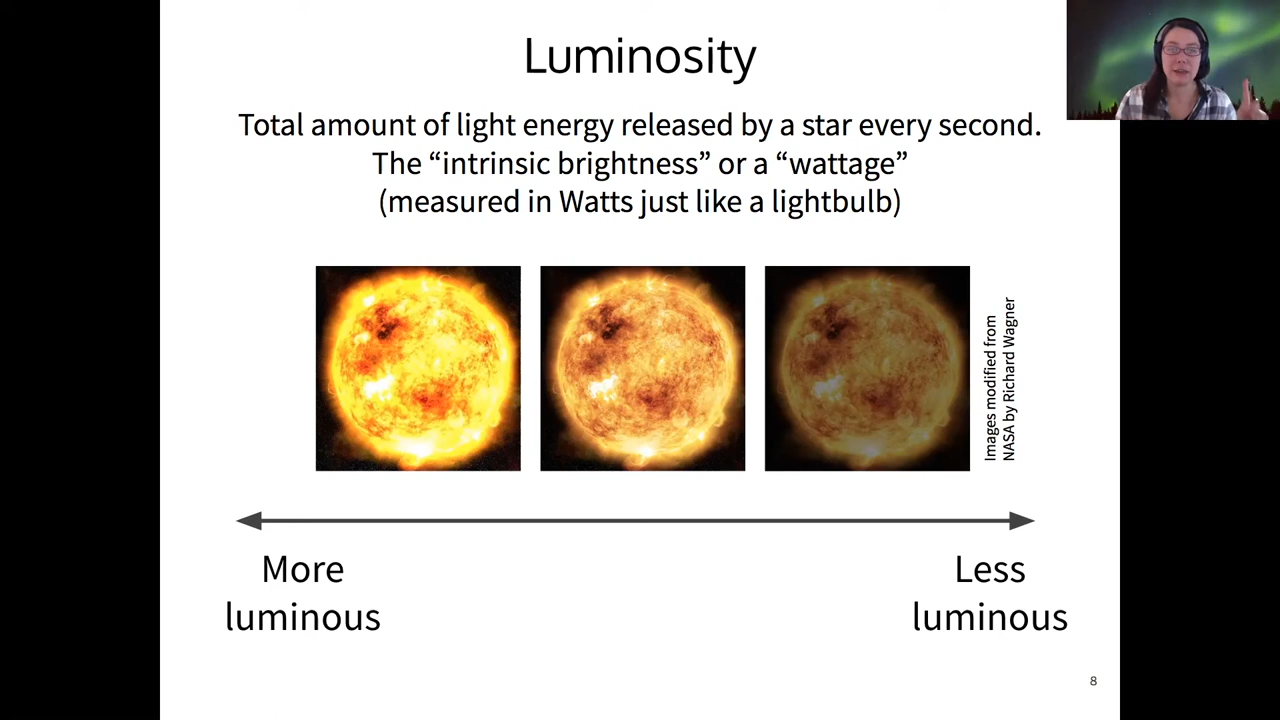 Luminosity
Total amount of light energy released by a star every second.
The “intrinsic brightness” or a “wattage”
(measured in Watts just like a lightbulb)
Images modified from
NASA by Richard Wagner
More
luminous
Less
luminous
8